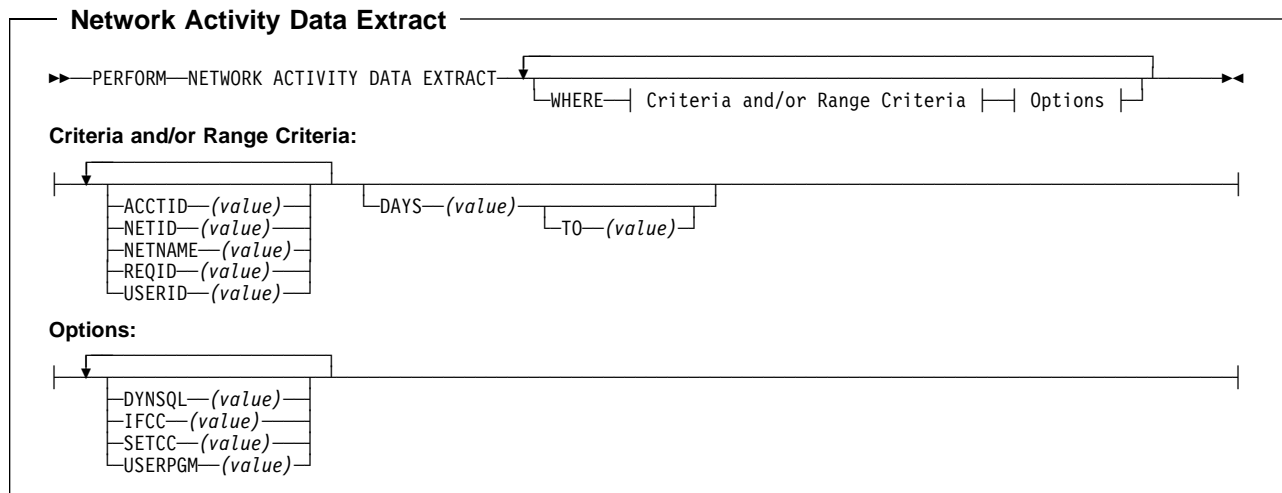 Network Activity Data Extract
PERFORM NETWORK ACTIVITY DATA EXTRACT
WHERE Criteria and/or Range Criteria Options
Criteria and/or Range Criteria:
ACCTID (value) DAYS (value)
NETID (value) TO (value)
NETNAME (value)
REQID (value)
USERID (value)
Options:
DYNSQL (value)
IFCC (value)
SETCC (value)
USERPGM (value)